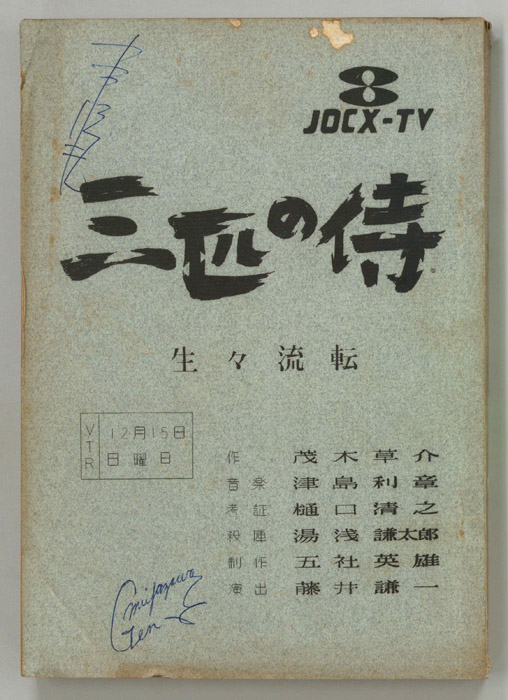 8
JOCX-TV
三匹の侍
生々流転
VTR
12月15日
日曜日
作 茂木草介
音楽 津島利章
考証 樋口清之
殺陣 湯浅謙太郎
制作 五社英雄
演出 藤井謙一
miyazawa
Gen